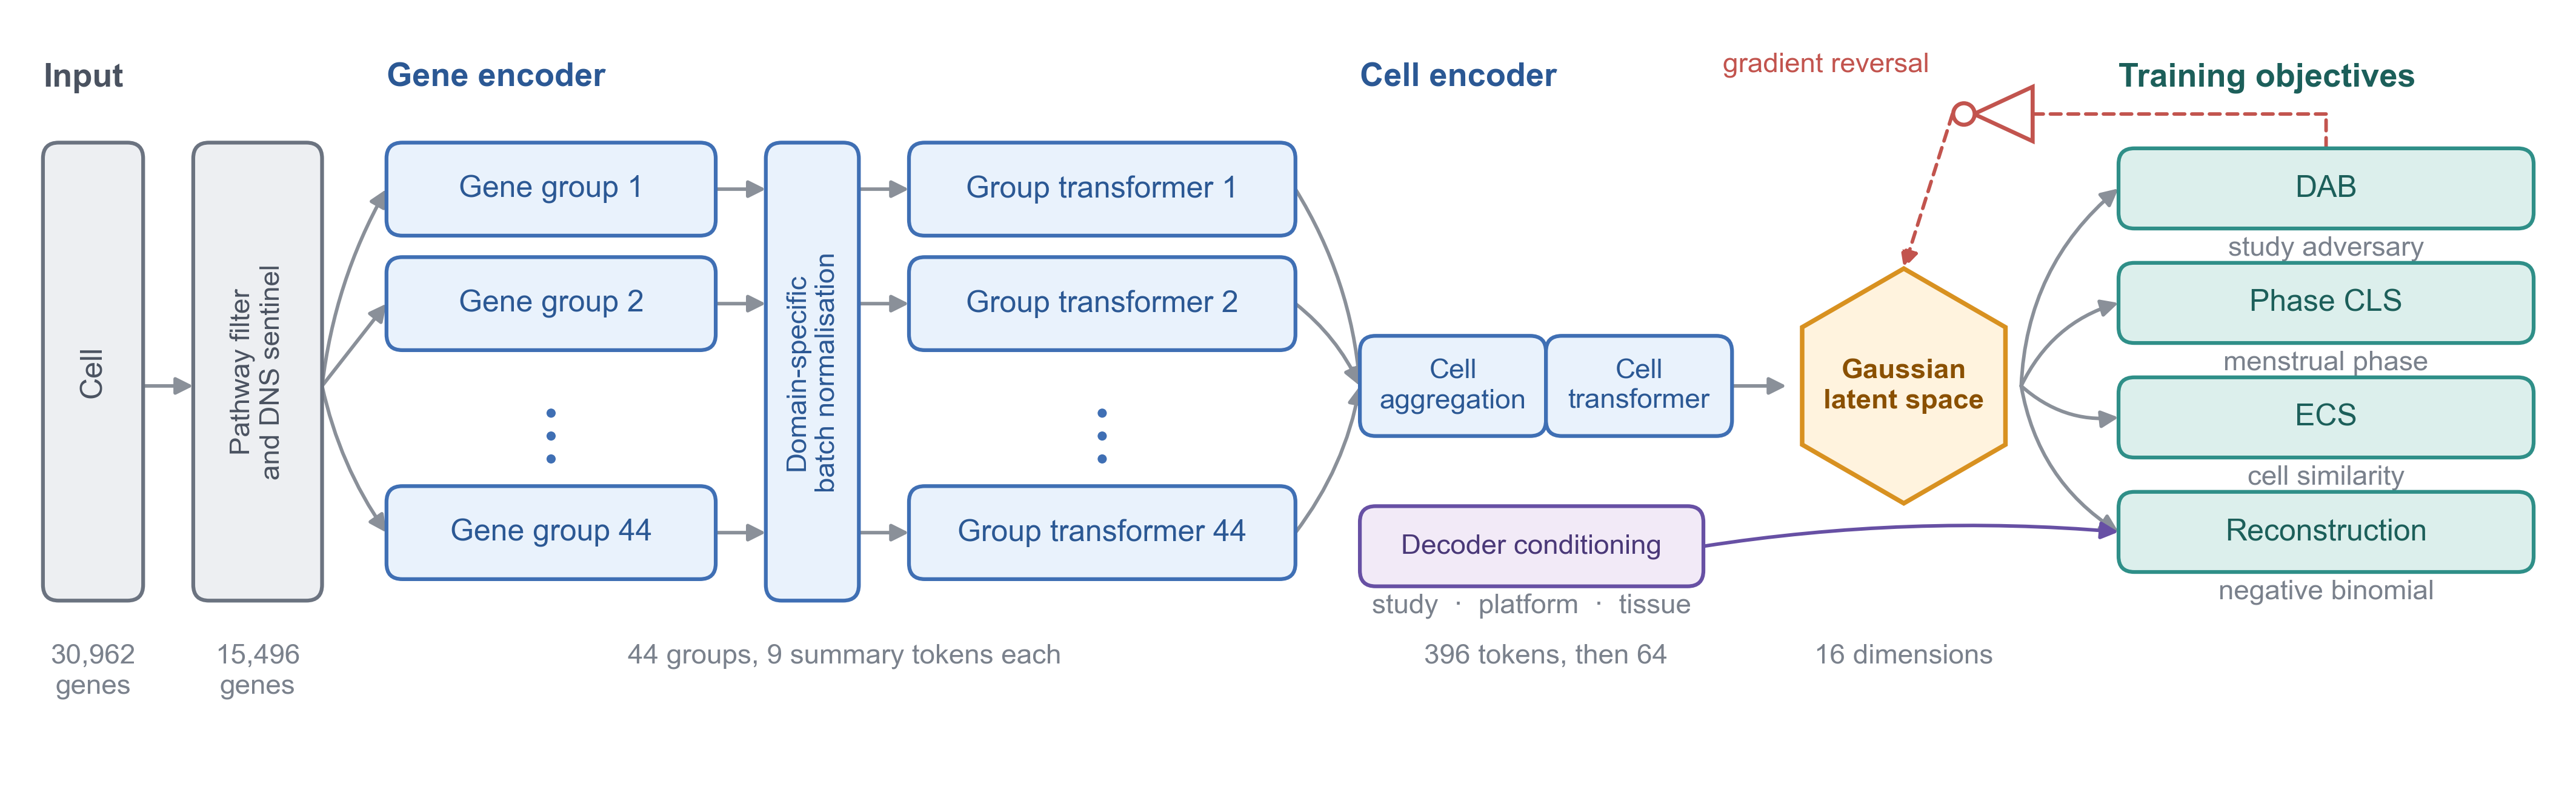 Input
Gene encoder
Cell encoder
gradient reversal
Training objectives
Cell
Pathway filter
and DNS sentinel
Gene group 1
Gene group 2
Gene group 44
Domain-specific
batch normalisation
Group transformer 1
Group transformer 2
Group transformer 44
Cell
aggregation
Cell
transformer
Gaussian
latent space
Decoder conditioning
study · platform · tissue
DAB
study adversary
Phase CLS
menstrual phase
ECS
cell similarity
Reconstruction
negative binomial
30,962
genes
15,496
genes
44 groups, 9 summary tokens each
396 tokens, then 64
16 dimensions